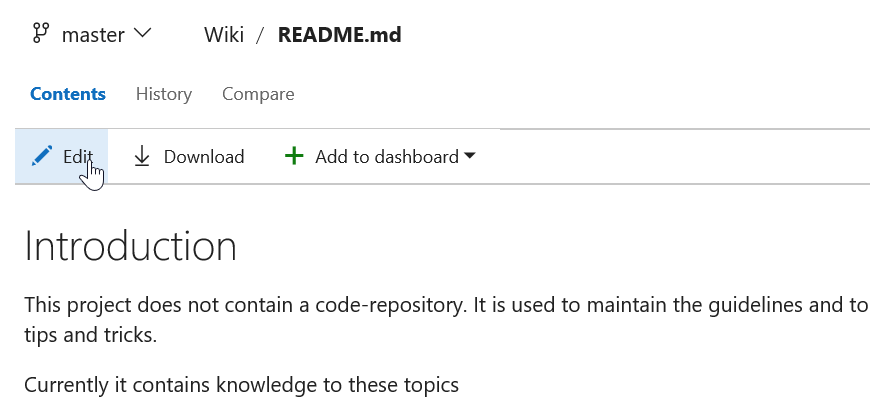 master Wiki / README.md
Contents History Compare
Edit Download Add to dashboard
Introduction
This project does not contain a code-repository. It is used to maintain the guidelines and to
tips and tricks.
Currently it contains knowledge to these topics